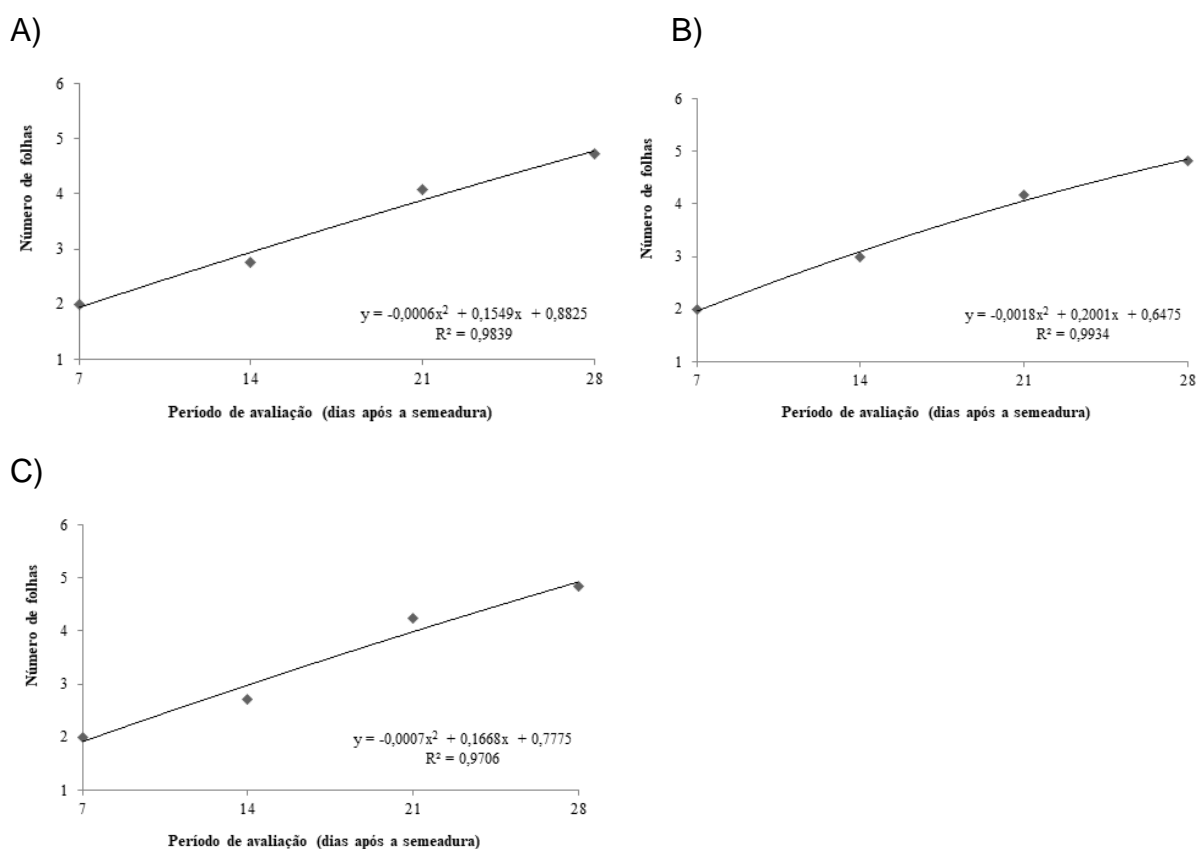 A)
6
5
4
3
2
1
Número de folhas
y = -0,0006x² + 0,1549x + 0,8825
R² = 0,9839
7 14 21 28
Período de avaliação (dias após a semeadura)
B)
6
5
4
3
2
1
Número de folhas
y = -0,0018x² + 0,2001x + 0,6475
R² = 0,9934
7 14 21 28
Período de avaliação (dias após a semeadura)
C)
6
5
4
3
2
1
Número de folhas
y = -0,0007x² + 0,1668x + 0,7775
R² = 0,9706
7 14 21 28
Período de avaliação (dias após a semeadura)